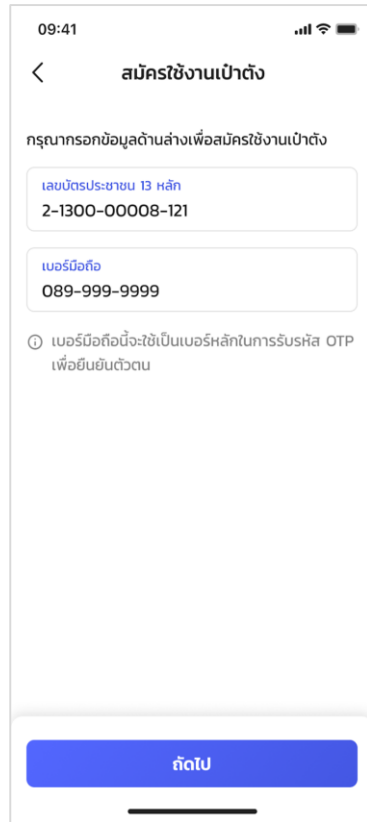 09:41
สมัครใช้งานเป๋าตัง
กรุณากรอกข้อมูลด้านล่างเพื่อสมัครใช้งานเป๋าตัง
เลขบัตรประชาชน 13 หลัก
2-1300-00008-121
เบอร์มือถือ
089-999-9999
เบอร์มือถือนี้จะใช้เป็นเบอร์หลักในการรับรหัส OTP
เพื่อยืนยันตัวตน
ถัดไป